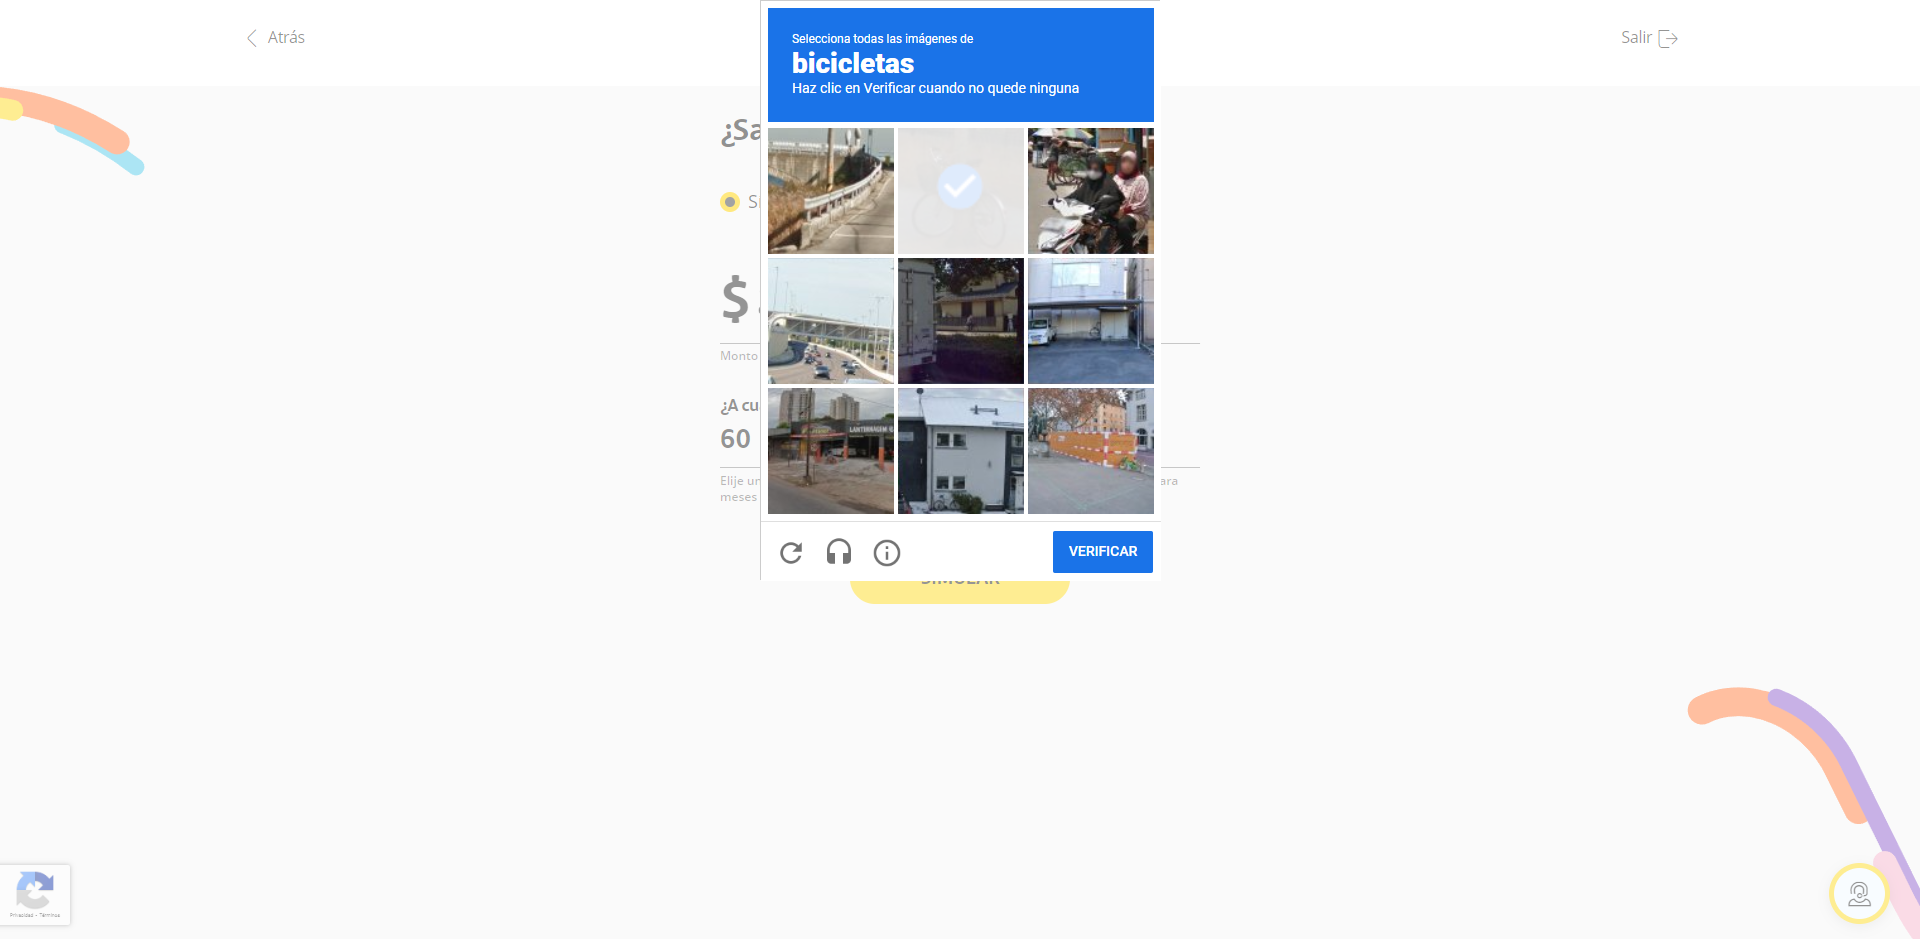 Atrás
Salir
Selecciona todas las imágenes de
bicicletas
Haz clic en Verificar cuando no quede ninguna
¿Sa
S
$
Monto
¿A cu
60
Elije un
ara
meses
LANTERNAGEM
VERIFICAR
SIMULAR
Privacidad - Términos